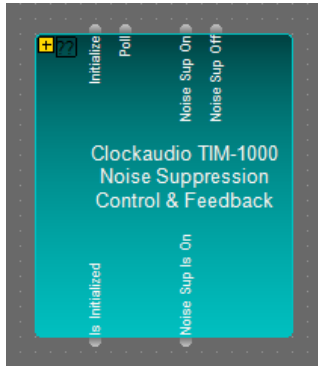 + ??
Initialize
Poll
Noise Sup On
Noise Sup Off
Clockaudio TIM-1000
Noise Suppression
Control & Feedback
Is Initialized
Noise Sup Is On